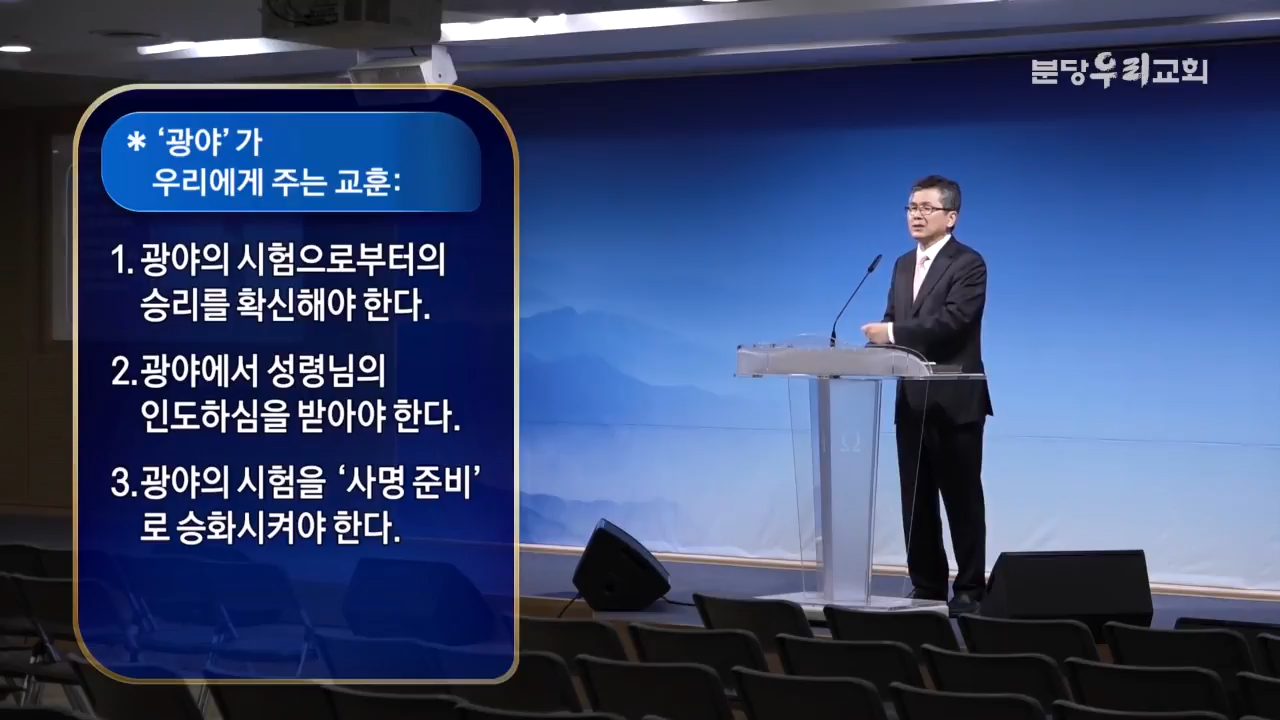 분당우리교회
* ‘광야’가
우리에게 주는 교훈:
1. 광야의 시험으로부터의
승리를 확신해야 한다.
2. 광야에서 성령님의
인도하심을 받아야 한다.
3. 광야의 시험을 ‘사명 준비’
로 승화시켜야 한다.
Ω